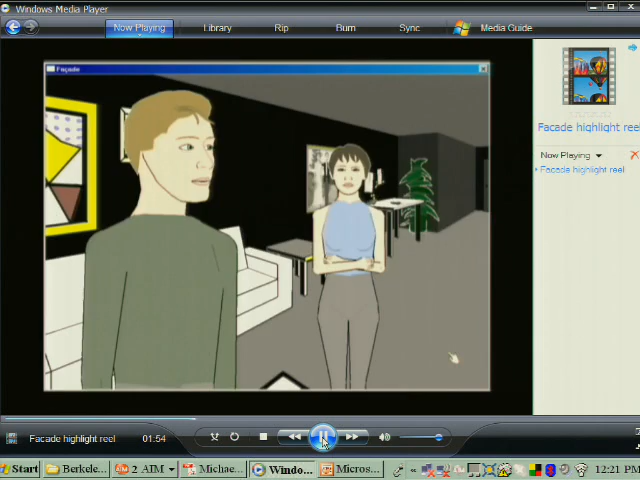 Windows Media Player
Now Playing
Library
Rip
Burn
Sync
Media Guide
Façade
Facade highlight reel
Now Playing
Facade highlight reel
Facade highlight reel
01:54
Start
Berkele...
2 AIM
Michae...
Windo...
Micros...
12:21 PM